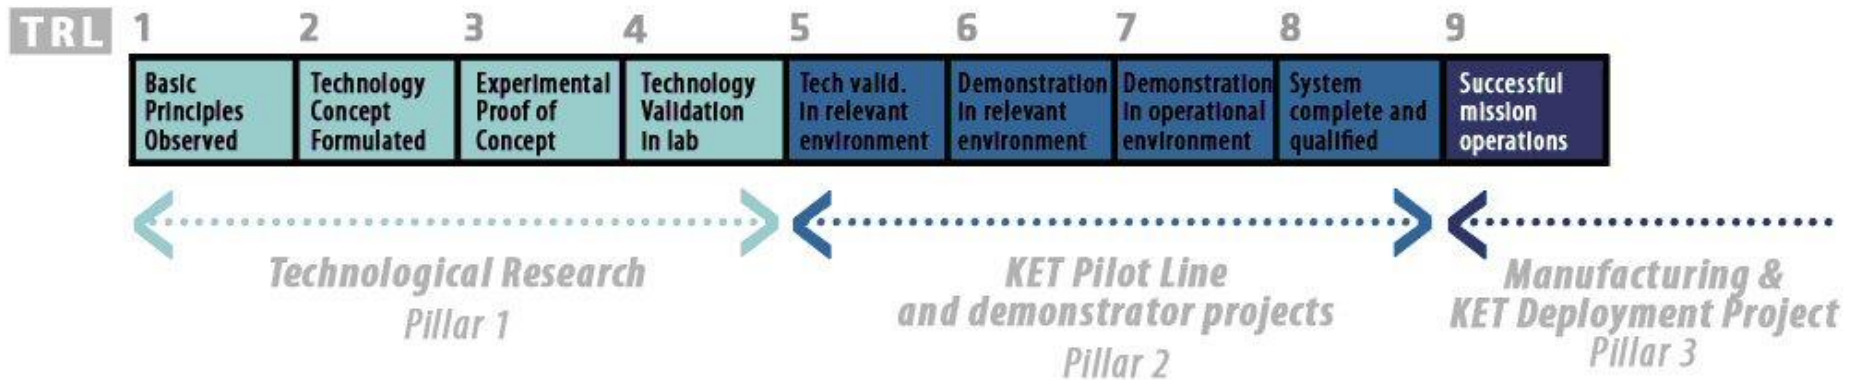 TRL 1 2 3 4 5 6 7 8 9
Basic
Principles
Observed
Technology
Concept
Formulated
Experimental
Proof of
Concept
Technology
Validation
in lab
Tech valid.
in relevant
environment
Demonstration
in relevant
environment
Demonstration
in operational
environment
System
complete and
qualified
Successful
mission
operations
Technological Research
Pillar 1
KET Pilot Line
and demonstrator projects
Pillar 2
Manufacturing &
KET Deployment Project
Pillar 3